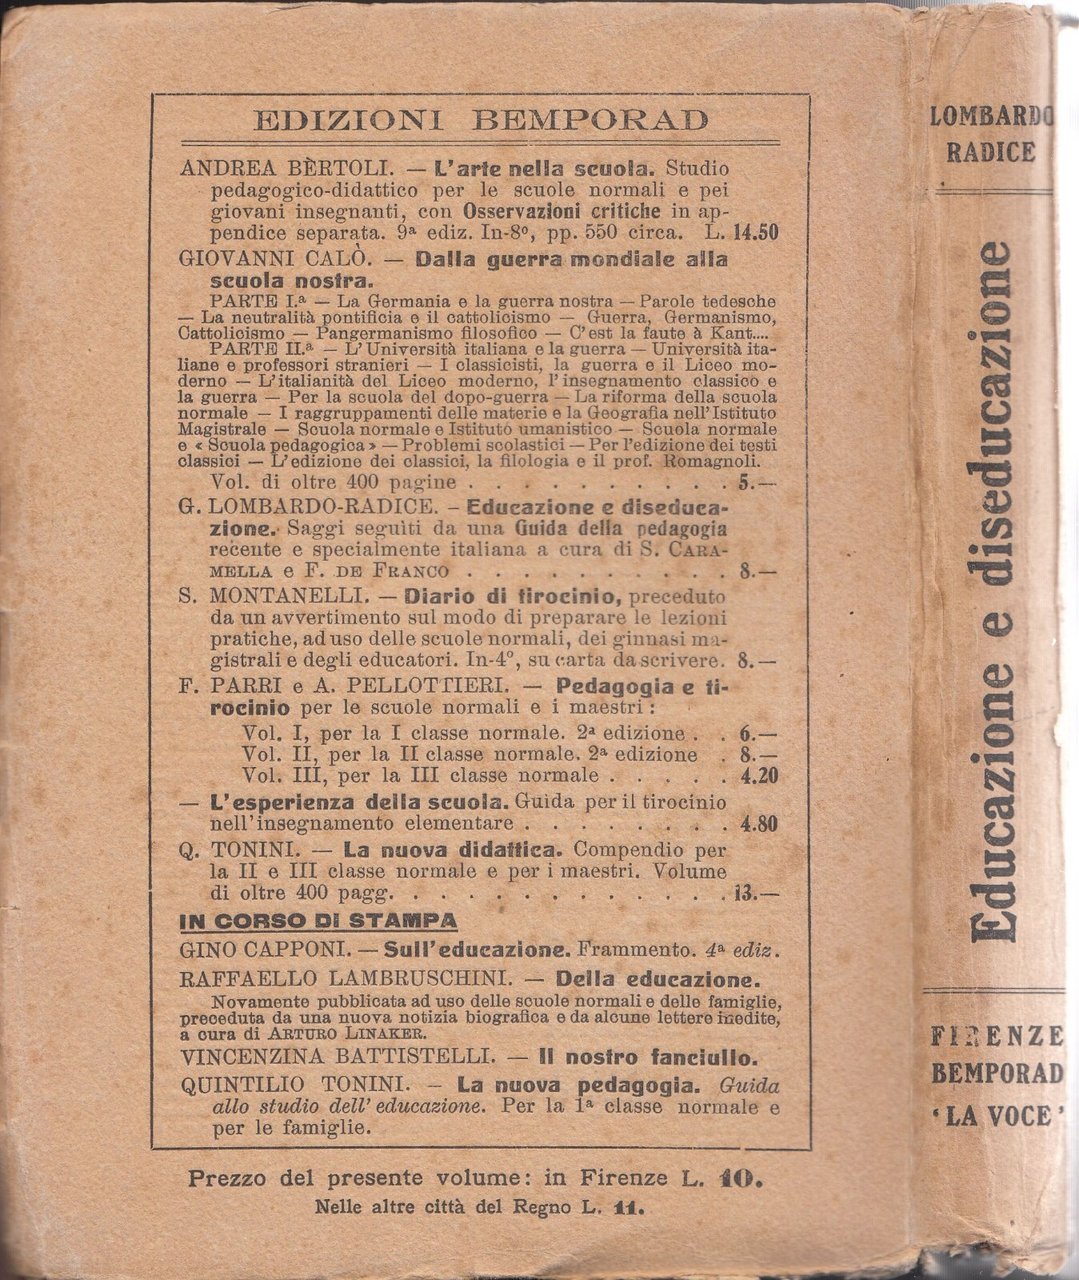 EDIZIONI BEMPORAD
ANDREA BÈRTOLI. — L'arte nella scuola. Studio
pedagogico-didattico per le scuole normali e pei
giovani insegnanti, con Osservazioni critiche in ap-
pendice separata. 9ª ediz. In-8º, pp. 550 circa. L. 14.50
GIOVANNI CALÒ. — Dalla guerra mondiale alla
scuola nostra.
PARTE I.ª — La Germania e la guerra nostra — Parole tedesche
— La neutralità pontificia e il cattolicismo — Guerra, Germanismo,
Cattolicismo — Pangermanismo filosofico — C'est la faute à Kant....
PARTE II.ª — L'Università italiana e la guerra — Università ita-
liane e professori stranieri — I classicisti, la guerra e il Liceo mo-
derno — L'italianità del Liceo moderno, l'insegnamento classico e
la guerra — Per la scuola del dopo-guerra — La riforma della scuola
normale — I raggruppamenti delle materie e la Geografia nell'Istituto
Magistrale — Scuola normale e Istituto umanistico — Scuola normale
e « Scuola pedagogica » — Problemi scolastici — Per l'edizione dei testi
classici — L'edizione dei classici, la filologia e il prof. Romagnoli.
Vol. di oltre 400 pagine . . . . . . . . . . 5.—
G. LOMBARDO-RADICE. – Educazione e diseduca-
zione. Saggi seguìti da una Guida della pedagogia
recente e specialmente italiana a cura di S. CARA-
MELLA e F. DE FRANCO . . . . . . . . . . 8.—
S. MONTANELLI. — Diario di tirocinio, preceduto
da un avvertimento sul modo di preparare le lezioni
pratiche, ad uso delle scuole normali, dei ginnasi ma-
gistrali e degli educatori. In-4º, su carta da scrivere. 8.—
F. PARRI e A. PELLOTTIERI. — Pedagogia e ti-
rocinio per le scuole normali e i maestri :
Vol. I, per la I classe normale. 2ª edizione . . 6.—
Vol. II, per la II classe normale. 2ª edizione . 8.—
Vol. III, per la III classe normale . . . . . 4.20
— L'esperienza della scuola. Guida per il tirocinio
nell'insegnamento elementare . . . . . . . . 4.80
Q. TONINI. — La nuova didattica. Compendio per
la II e III classe normale e per i maestri. Volume
di oltre 400 pagg. . . . . . . . . . . . . 13.—
IN CORSO DI STAMPA
GINO CAPPONI. — Sull'educazione. Frammento. 4ª ediz.
RAFFAELLO LAMBRUSCHINI. — Della educazione.
Novamente pubblicata ad uso delle scuole normali e delle famiglie,
preceduta da una nuova notizia biografica e da alcune lettere inedite,
a cura di ARTURO LINAKER.
VINCENZINA BATTISTELLI. — Il nostro fanciullo.
QUINTILIO TONINI. – La nuova pedagogia. Guida
allo studio dell'educazione. Per la 1ª classe normale e
per le famiglie.
Prezzo del presente volume: in Firenze L. 10.
Nelle altre città del Regno L. 11.
LOMBARDO
RADICE
Educazione e diseducazione
FIRENZE
BEMPORAD
'LA VOCE'